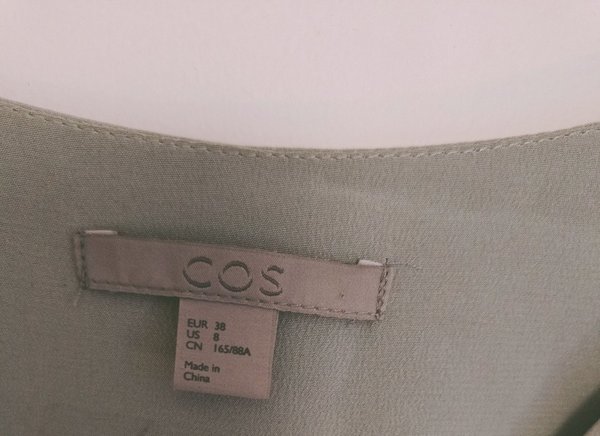 COS
EUR 38
US 8
CN 165/88A
Made in
China